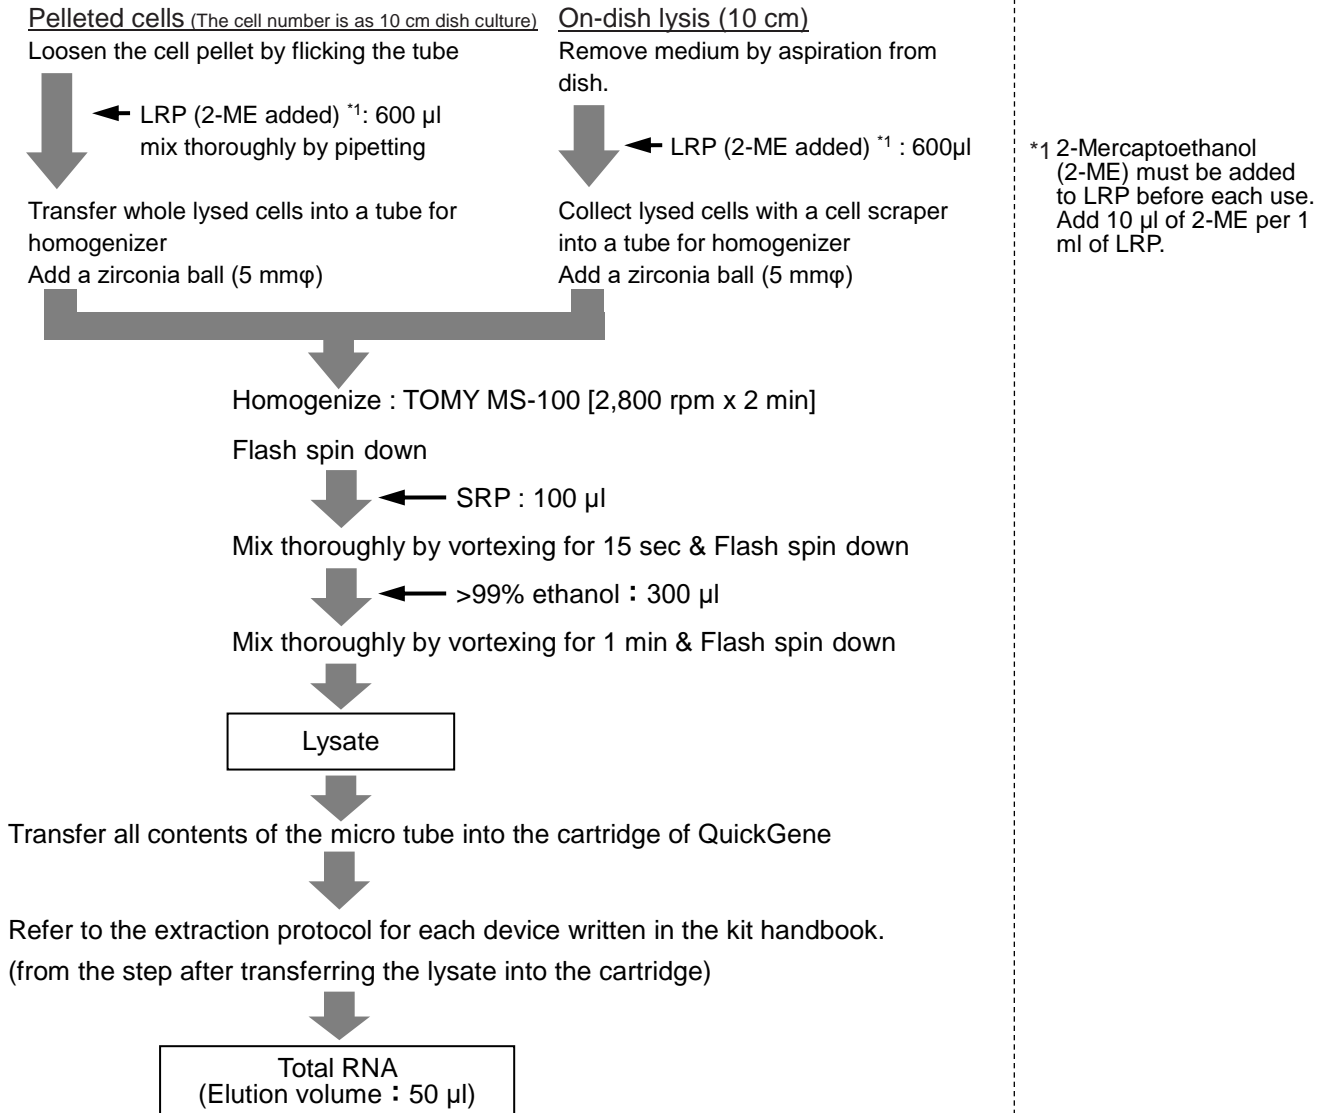 Pelleted cells (The cell number is as 10 cm dish culture)
Loosen the cell pellet by flicking the tube
LRP (2-ME added) *1: 600 µl
mix thoroughly by pipetting
Transfer whole lysed cells into a tube for
homogenizer
Add a zirconia ball (5 mmφ)
On-dish lysis (10 cm)
Remove medium by aspiration from
dish.
LRP (2-ME added) *1 : 600µl
Collect lysed cells with a cell scraper
into a tube for homogenizer
Add a zirconia ball (5 mmφ)
*1 2-Mercaptoethanol
(2-ME) must be added
to LRP before each use.
Add 10 µl of 2-ME per 1
ml of LRP.
Homogenize : TOMY MS-100 [2,800 rpm x 2 min]
Flash spin down
SRP : 100 µl
Mix thoroughly by vortexing for 15 sec & Flash spin down
>99% ethanol：300 µl
Mix thoroughly by vortexing for 1 min & Flash spin down
Lysate
Transfer all contents of the micro tube into the cartridge of QuickGene
Refer to the extraction protocol for each device written in the kit handbook.
(from the step after transferring the lysate into the cartridge)
Total RNA
(Elution volume：50 µl)